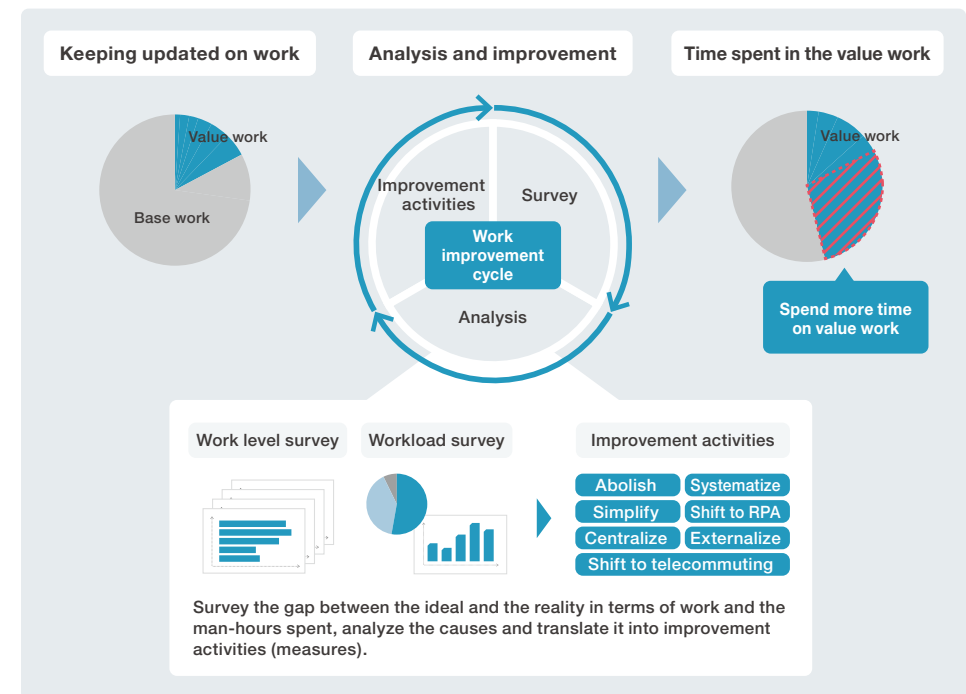 Keeping updated on work
Analysis and improvement
Time spent in the value work
Value work
Base work
Improvement
activities
Survey
Work
improvement
cycle
Analysis
Value work
Spend more time
on value work
Work level survey
Workload survey
Improvement activities
Abolish
Systematize
Simplify
Shift to RPA
Centralize
Externalize
Shift to telecommuting
Survey the gap between the ideal and the reality in terms of work and the
man-hours spent, analyze the causes and translate it into improvement
activities (measures).